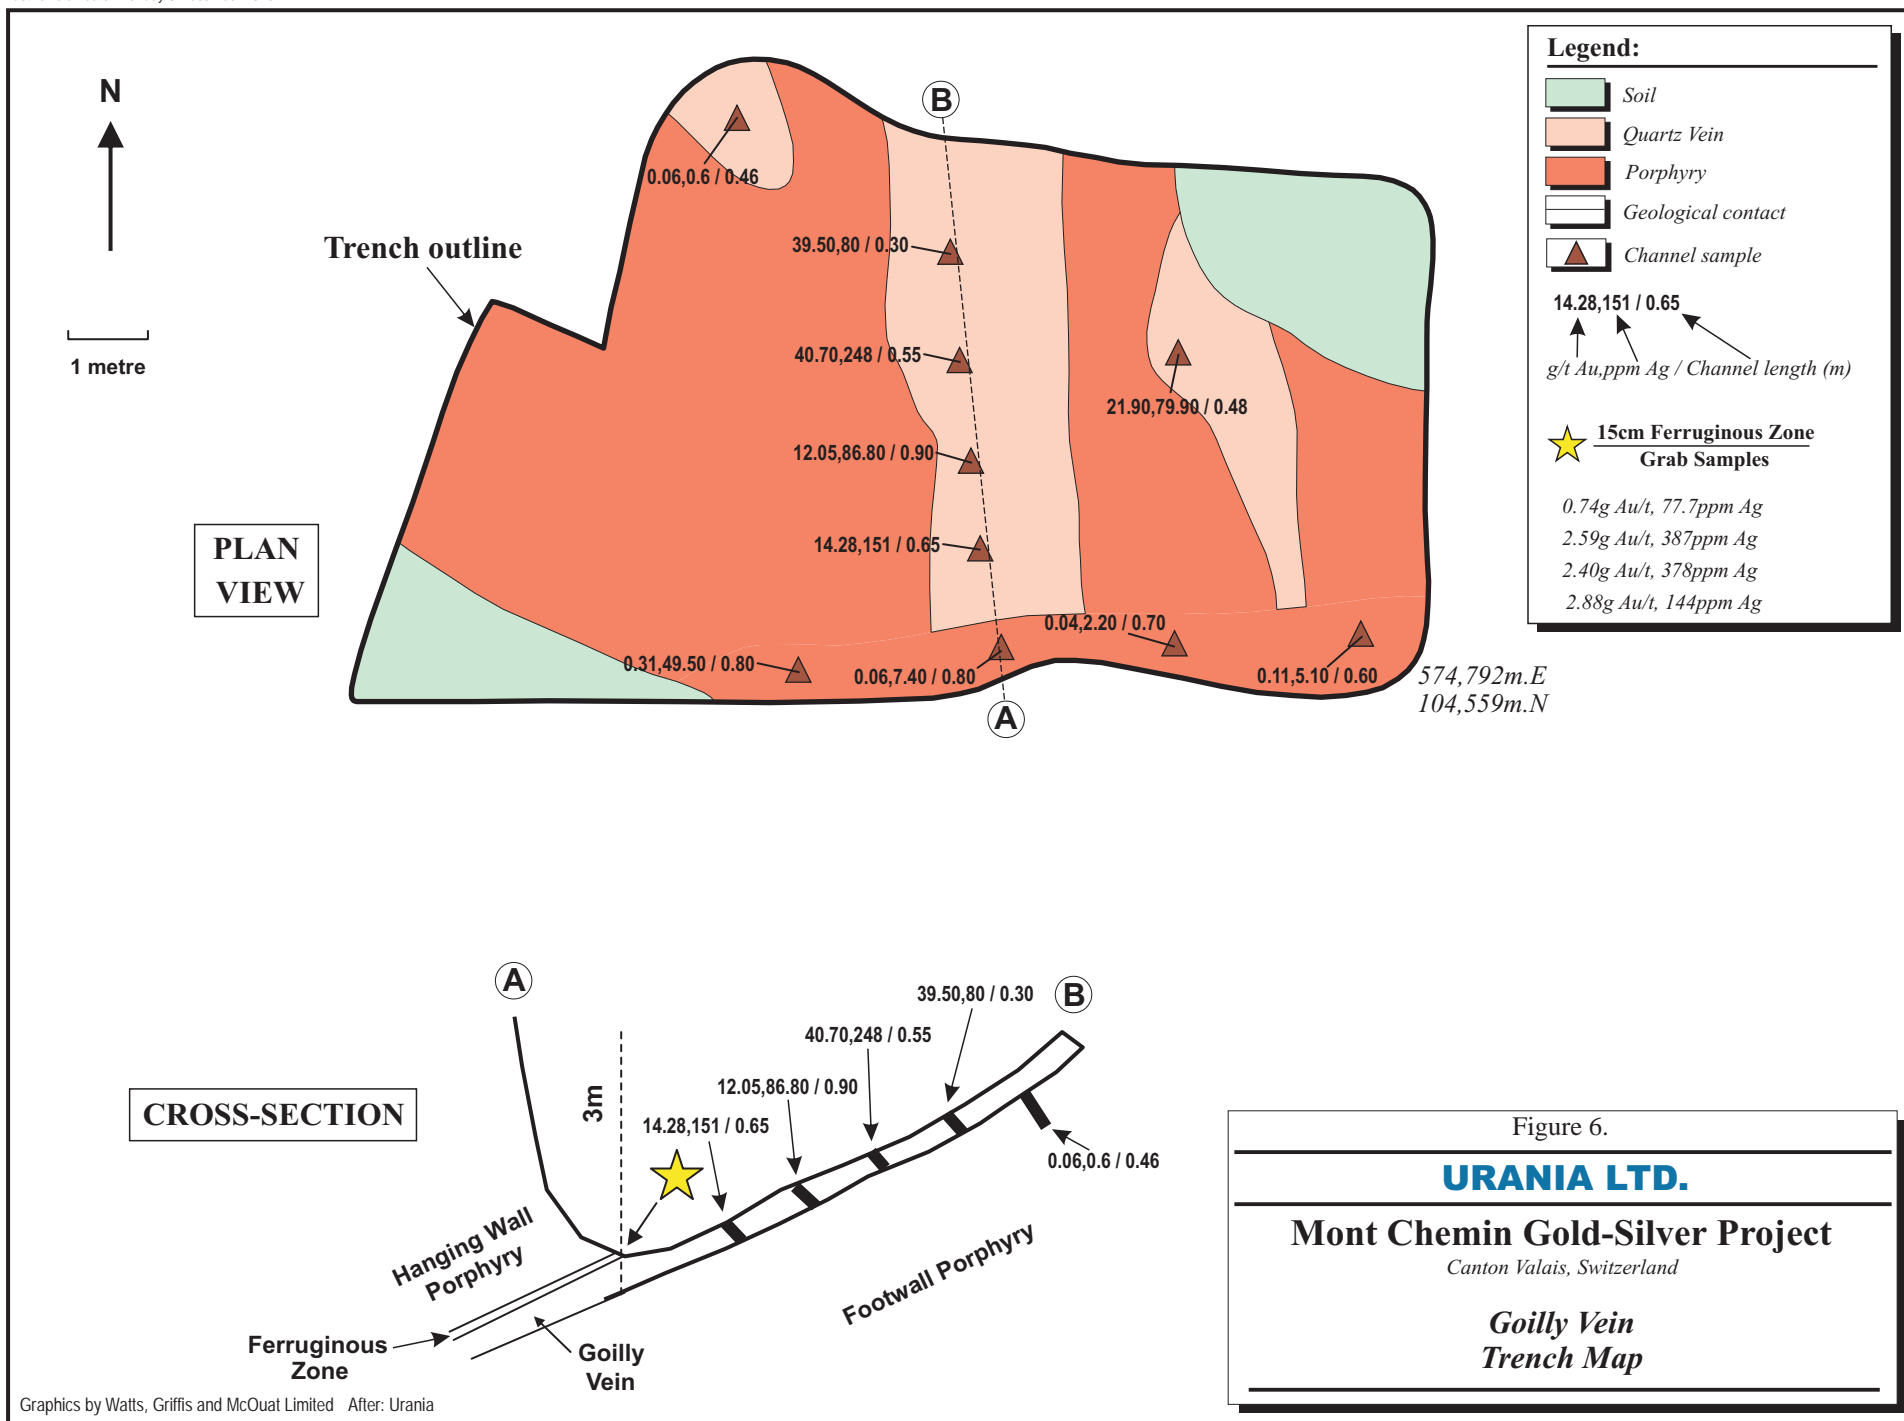 N
1 metre
Trench outline
B
0.06,0.6 / 0.46
39.50,80 / 0.30
40.70,248 / 0.55
21.90,79.90 / 0.48
12.05,86.80 / 0.90
14.28,151 / 0.65
0.04,2.20 / 0.70
0.31,49.50 / 0.80
0.06,7.40 / 0.80
0.11,5.10 / 0.60
A
574,792m.E
104,559m.N
PLAN
VIEW
Legend:
Soil
Quartz Vein
Porphyry
Geological contact
Channel sample
14.28,151 / 0.65
g/t Au,ppm Ag / Channel length (m)
15cm Ferruginous Zone
Grab Samples
0.74g Au/t, 77.7ppm Ag
2.59g Au/t, 387ppm Ag
2.40g Au/t, 378ppm Ag
2.88g Au/t, 144ppm Ag
CROSS-SECTION
A
B
39.50,80 / 0.30
40.70,248 / 0.55
12.05,86.80 / 0.90
14.28,151 / 0.65
0.06,0.6 / 0.46
3m
Hanging Wall
Porphyry
Footwall Porphyry
Ferruginous
Zone
Goilly
Vein
Figure 6.
URANIA LTD.
Mont Chemin Gold-Silver Project
Canton Valais, Switzerland
Goilly Vein
Trench Map
Graphics by Watts, Griffis and McOuat Limited After: Urania